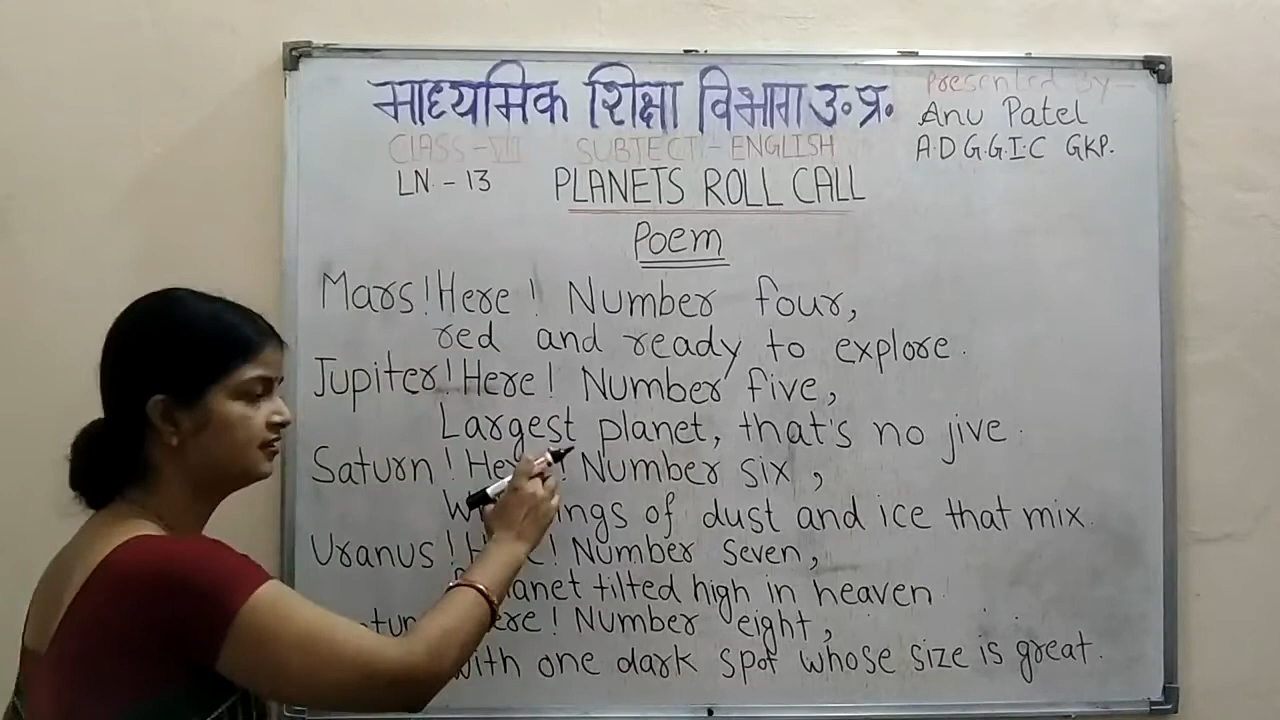 माध्यमिक शिक्षा विभाग उ॰ प्र॰
Presented By -
Anu Patel
A.D G.G.I.C GKP.
CLASS - VII SUBJECT - ENGLISH
LN. - 13 PLANETS ROLL CALL
Poem
Mars! Here! Number four,
red and ready to explore.
Jupiter! Here! Number five,
Largest planet, that's no jive.
Saturn! Number six,
of dust and ice that mix.
Uranus! Number Seven,
tilted high in heaven.
Number eight,
with one dark spot whose size is great.